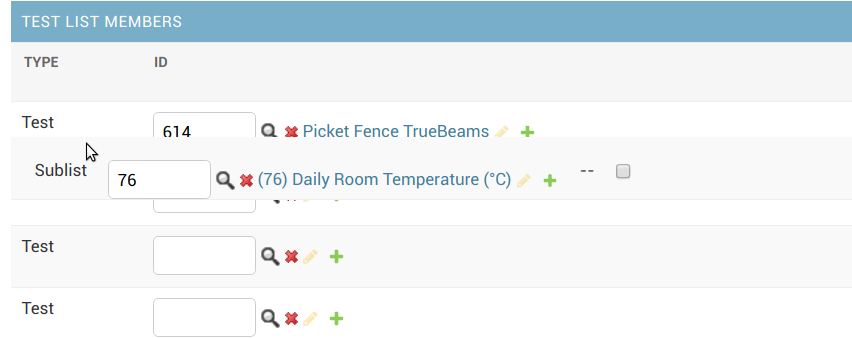 TEST LIST MEMBERS
TYPE ID
Test 614 Picket Fence TrueBeams
Sublist 76 (76) Daily Room Temperature (°C) --
Test
Test